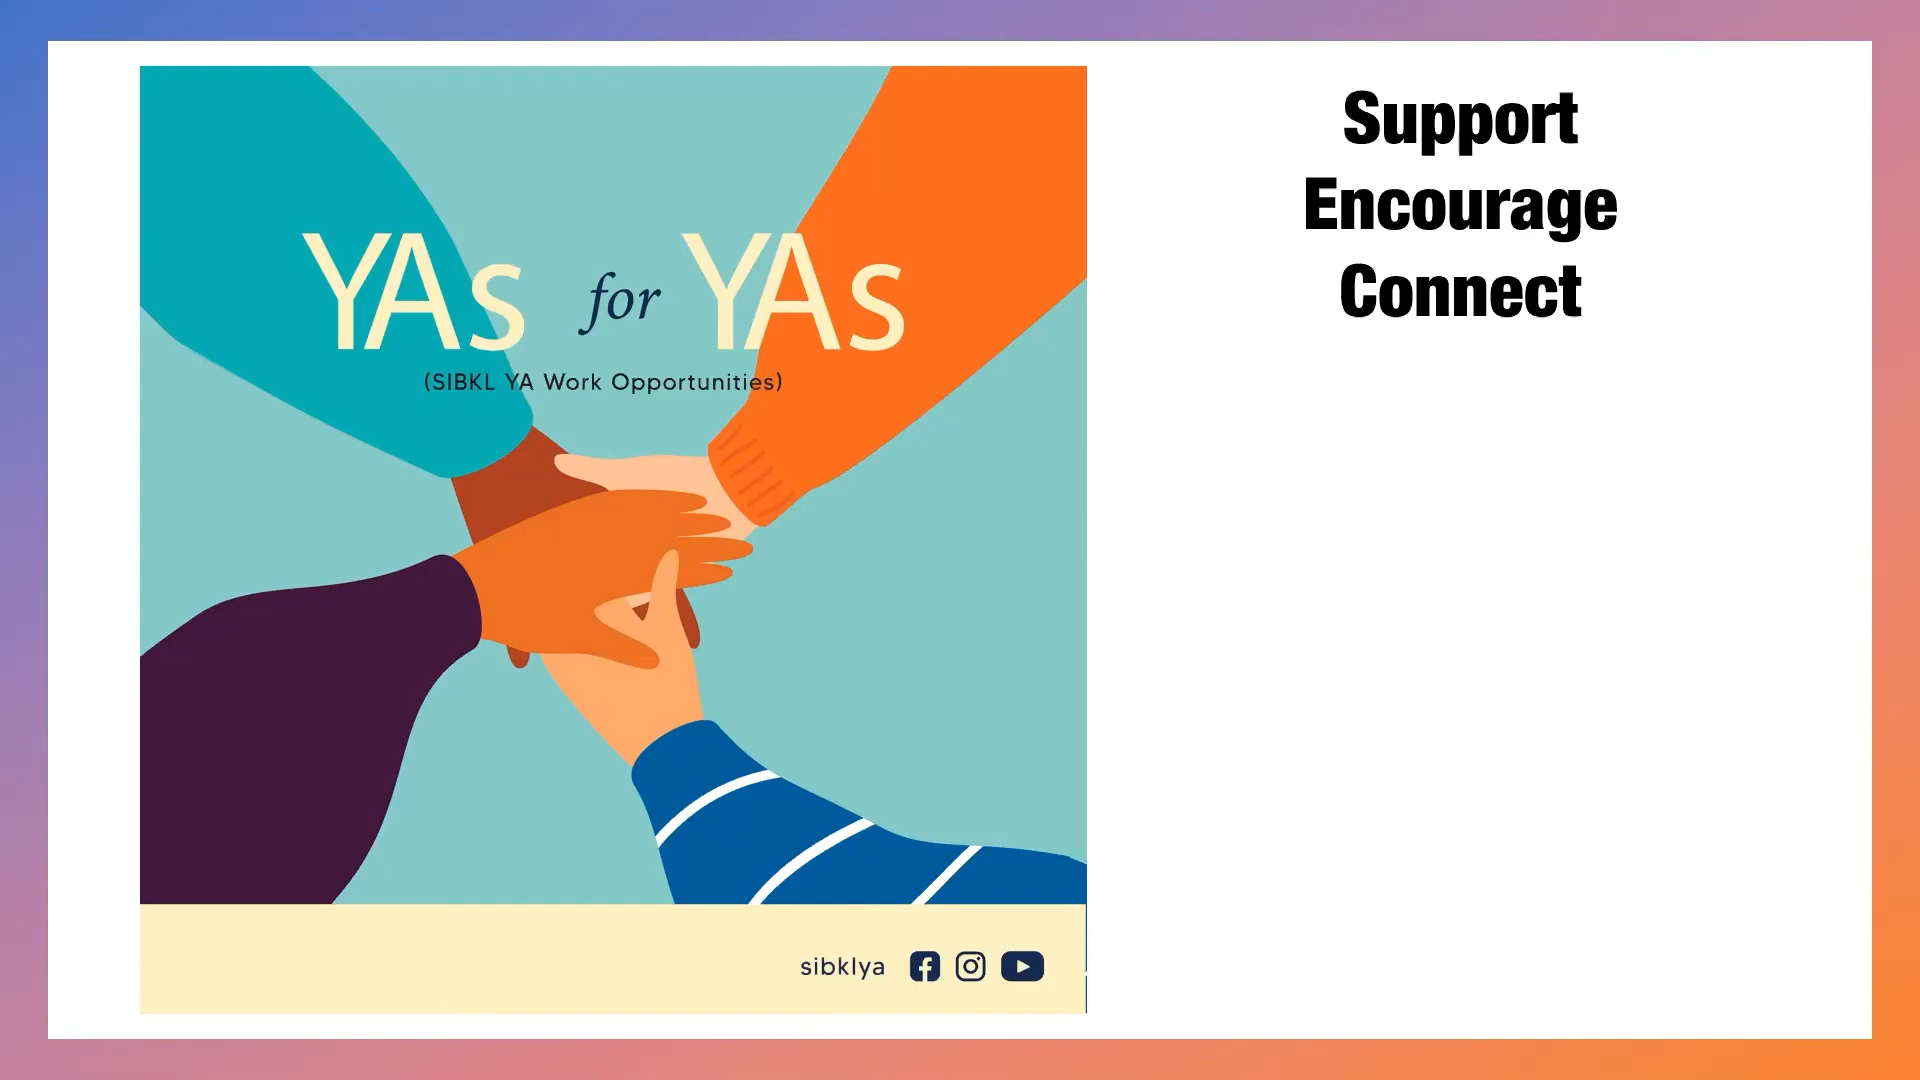 YAs for YAs
(SIBKL YA Work Opportunities)
sibklya
Support
Encourage
Connect